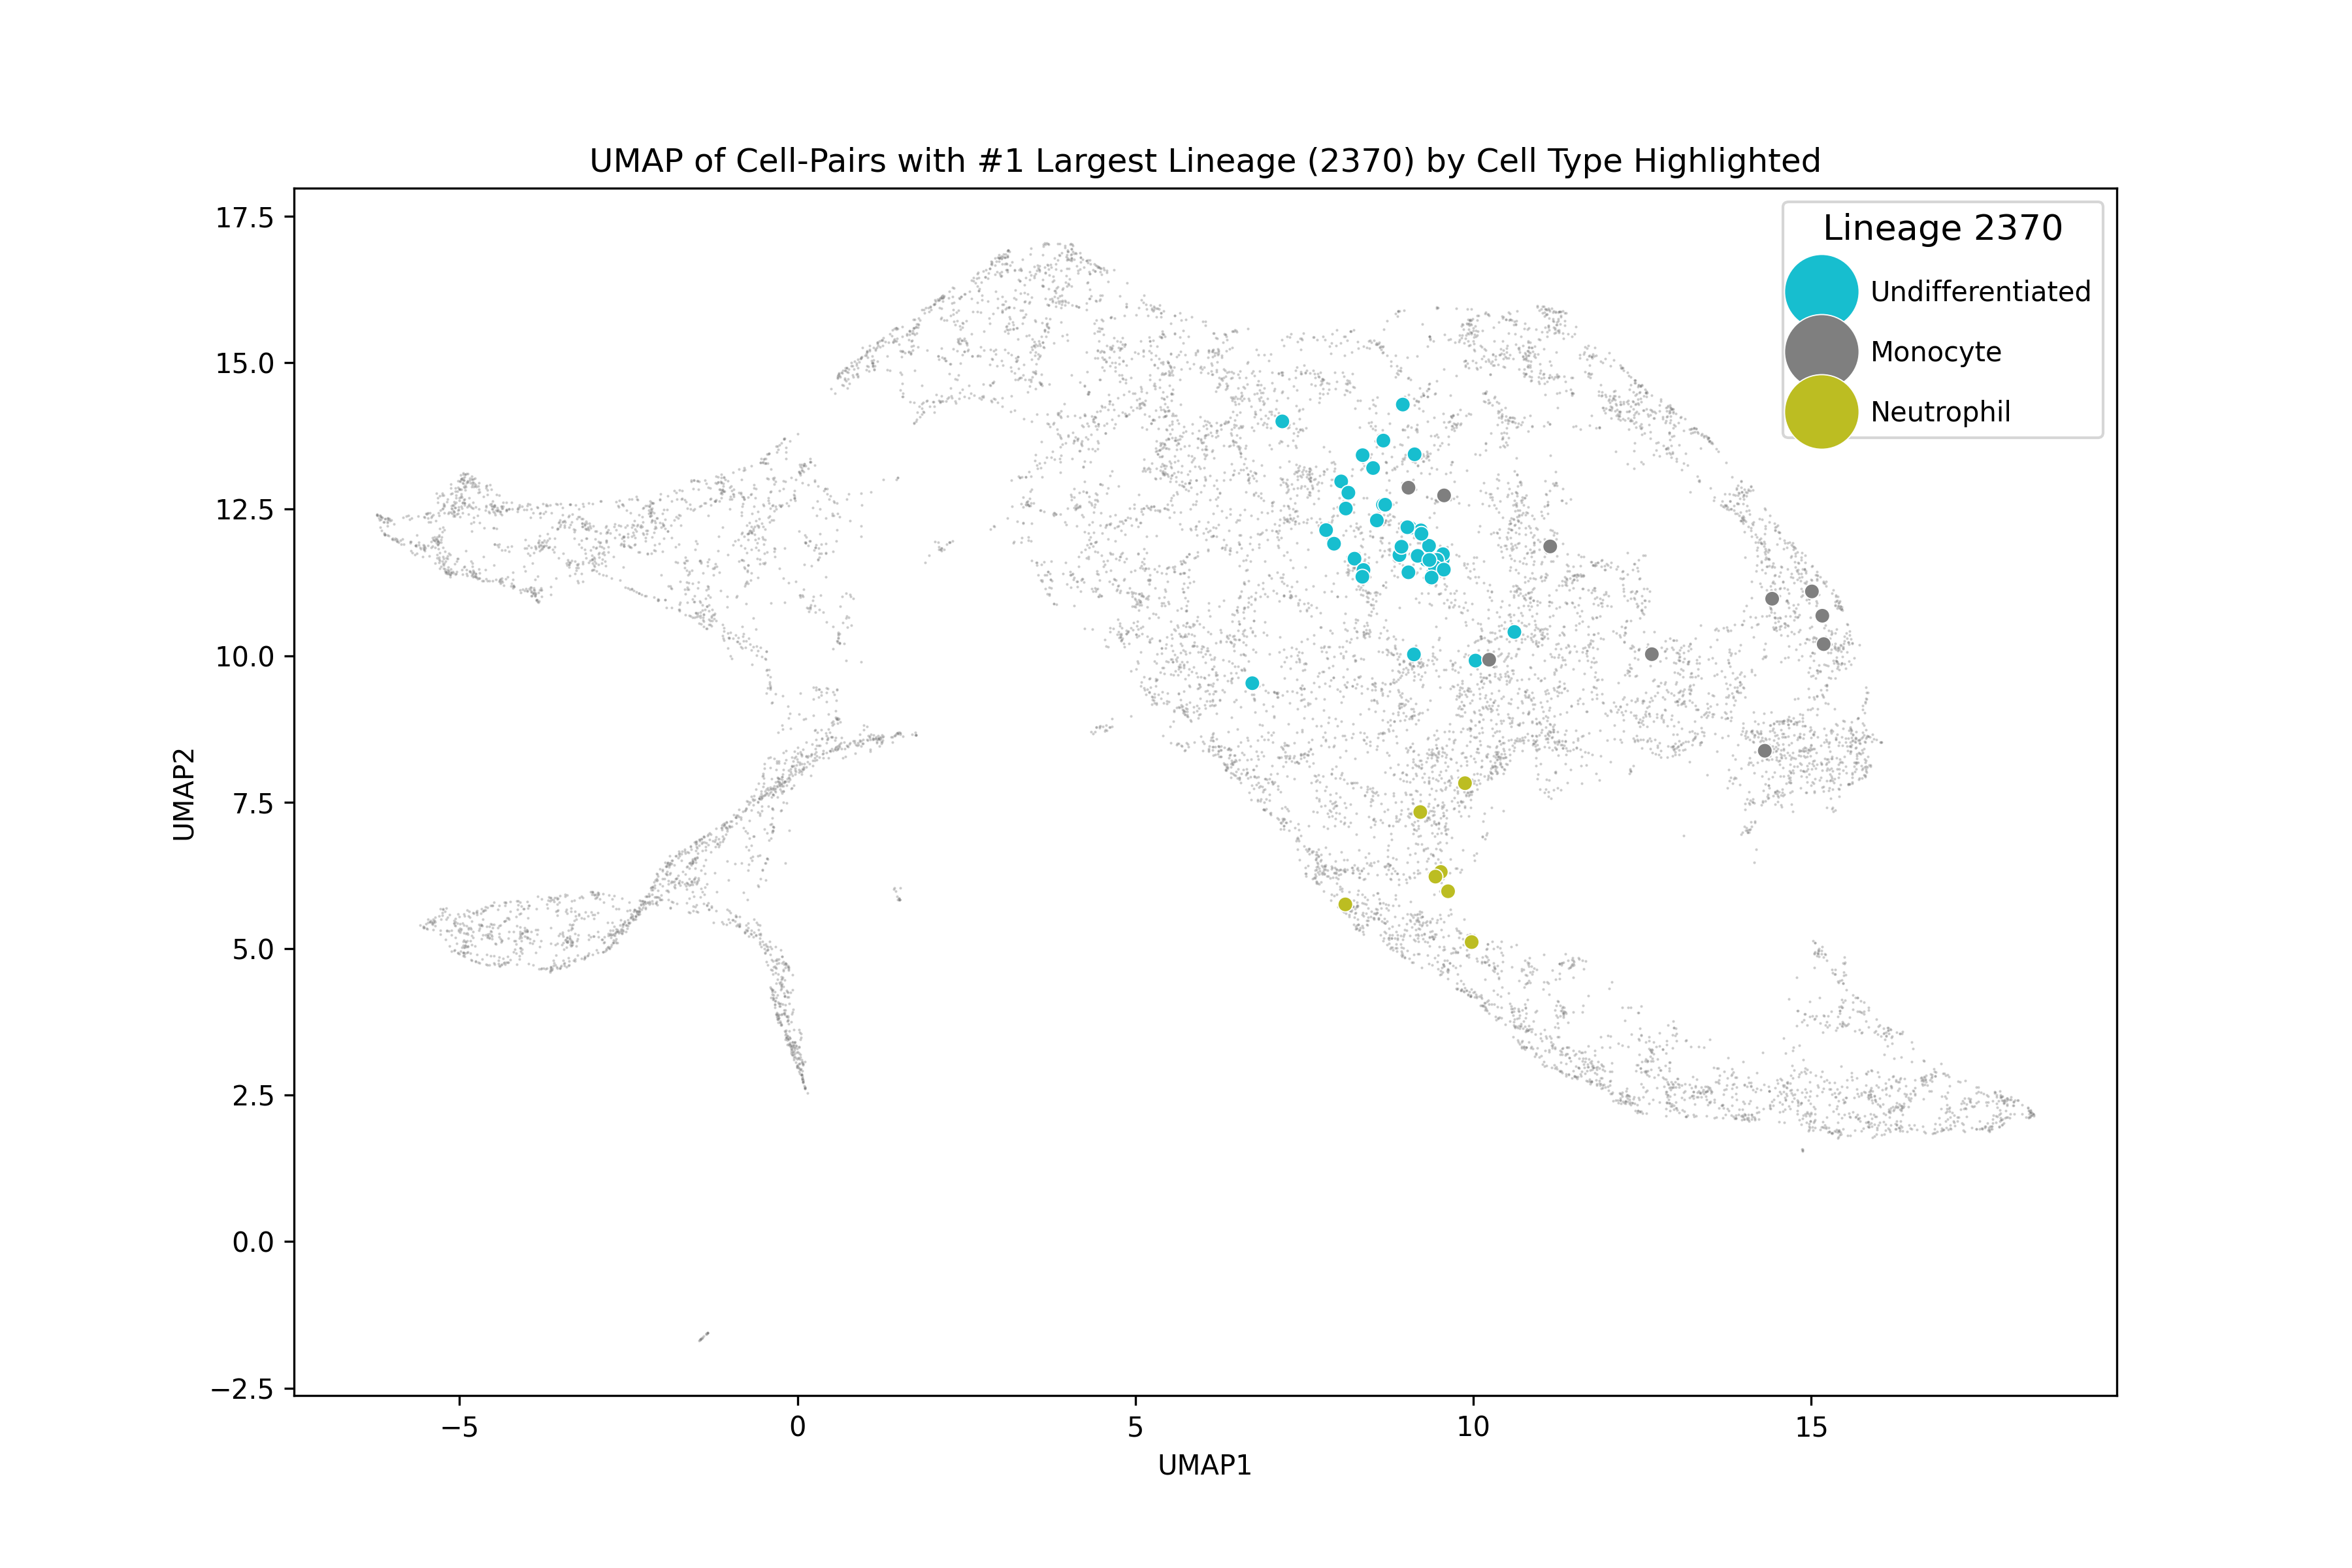 UMAP of Cell-Pairs with #1 Largest Lineage (2370) by Cell Type Highlighted
Lineage 2370
Undifferentiated
Monocyte
Neutrophil
17.5
15.0
12.5
10.0
7.5
5.0
2.5
0.0
−2.5
UMAP2
−5 0 5 10 15
UMAP1